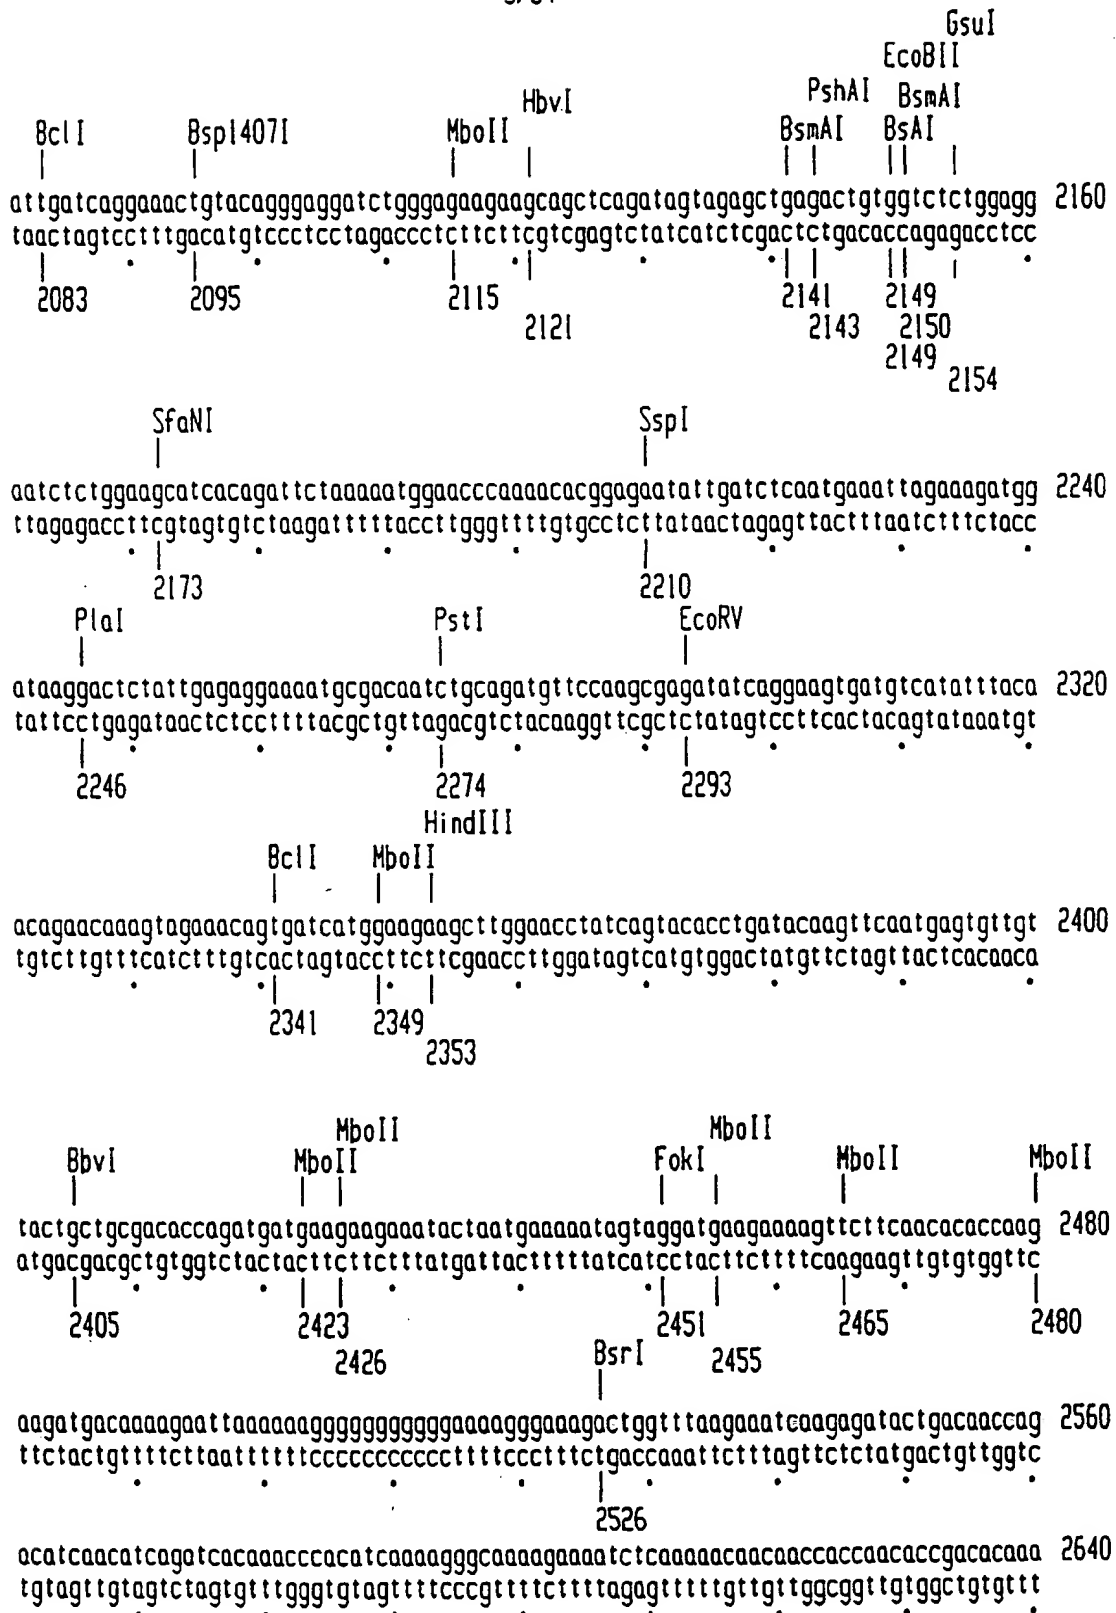 GsuI
EcoBII
HbvI PshAI BsmAI
BclI Bsp1407I MboII BsmAI BsAI
attgatcaggaaactgtacagggaggatctgggagaagaagcagctcagatagtagagctgagactgtggtctctggagg 2160
taactagtcctttgacatgtccctcctagaccctcttcttcgtcgagtctatcatctcgactctgacaccagagacctcc
2083 2095 2115 2141 2149
2121 2143 2150
2149
2154
SfaNI SspI
aatctctggaagcatcacagattctaaaaatggaacccaaaacacggagaatattgatctcaatgaaattagaaagatgg 2240
ttagagaccttcgtagtgtctaagatttttaccttgggttttgtgcctcttataactagagttactttaatctttctacc
2173 2210
PlaI PstI EcoRV
ataaggactctattgagaggaaaatgcgacaatctgcagatgttccaagcgagatatcaggaagtgatgtcatatttaca 2320
tattcctgagataactctccttttacgctgttagacgtctacaaggttcgctctatagtccttcactacagtataaatgt
2246 2274 2293
HindIII
BclI MboII
acagaacaaagtagaaacagtgatcatggaagaagcttggaacctatcagtacacctgatacaagttcaatgagtgttgt 2400
tgtcttgtttcatctttgtcactagtaccttcttcgaaccttggatagtcatgtggactatgttctagttactcacaaca
2341 2349
2353
MboII MboII
BbvI MboII FokI MboII MboII
tactgctgcgacaccagatgatgaagaagaaatactaatgaaaaatagtaggatgaagaaaagttcttcaacacaccaag 2480
atgacgacgctgtggtctactacttcttctttatgattactttttatcatcctacttcttttcaagaagttgtgtggttc
2405 2423 2451 2465 2480
2426 2455
BsrI
aagatgacaaaagaattaaaaaagggggggggggaaaagggaaagactggtttaagaaatcaagagatactgacaaccag 2560
ttctactgttttcttaattttttcccccccccccttttccctttctgaccaaattctttagttctctatgactgttggtc
2526
acatcaacatcagatcacaaacccacatcaaaagggcaaaagaaaatctcaaaaacaacaaccaccaacaccgacacaaa 2640
tgtagttgtagtctagtgtttgggtgtagttttcccgttttcttttagagtttttgttgttggcggttgtggctgtgttt